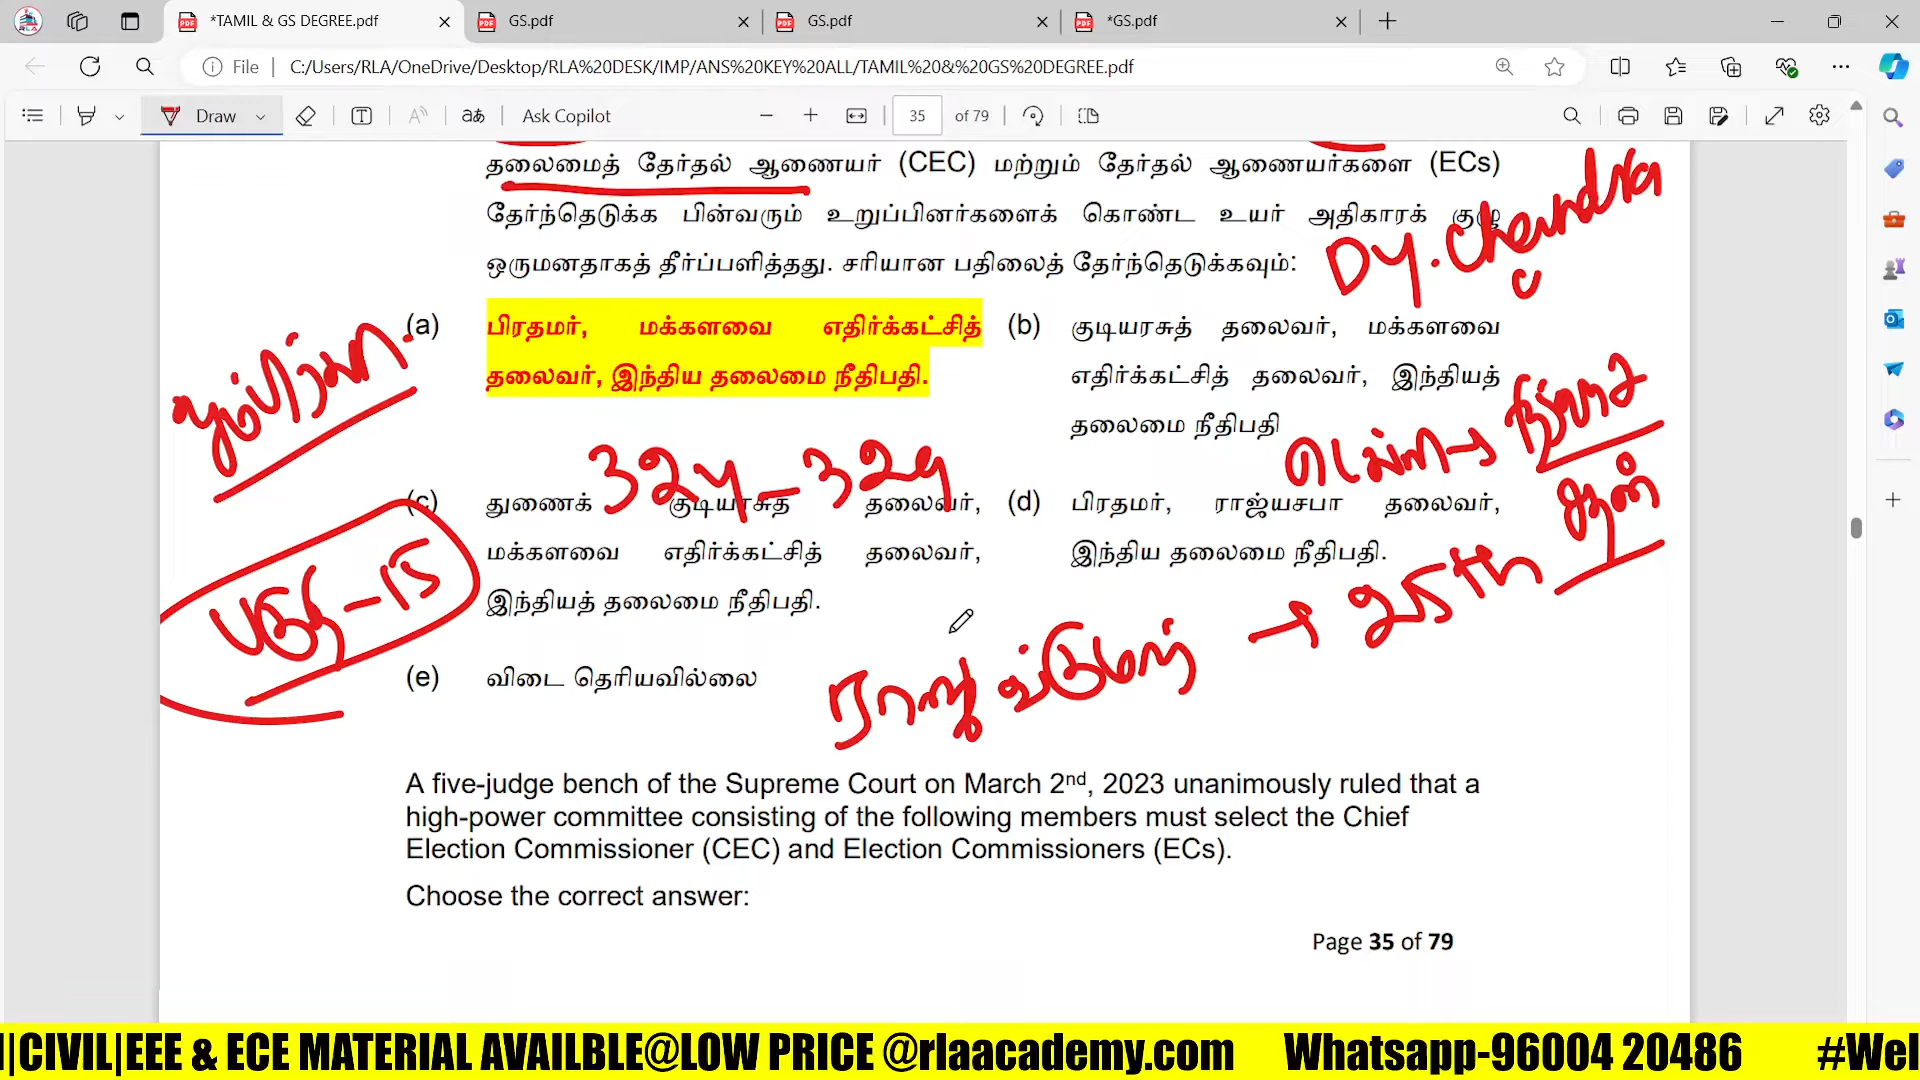 *TAMIL & GS DEGREE.pdf
GS.pdf
GS.pdf
*GS.pdf
File
C:/Users/RLA/OneDrive/Desktop/RLA%20DESK/IMP/ANS%20KEY%20ALL/TAMIL%20&%20GS%20DEGREE.pdf
Draw
Ask Copilot
35 of 79
தலைமைத் தேர்தல் ஆணையர் (CEC) மற்றும் தேர்தல் ஆணையர்களை (ECs)
தேர்ந்தெடுக்க பின்வரும் உறுப்பினர்களைக் கொண்ட உயர் அதிகாரக் குழு
ஒருமனதாகத் தீர்ப்பளித்தது. சரியான பதிலைத் தேர்ந்தெடுக்கவும்:
DY. Chandra
C
(a) பிரதமர், மக்களவை எதிர்க்கட்சித்
தலைவர், இந்திய தலைமை நீதிபதி.
(b) குடியரசுத் தலைவர், மக்களவை
எதிர்க்கட்சித் தலைவர், இந்தியத்
தலைமை நீதிபதி
324-329
(c) துணைக் குடியரசுத் தலைவர்,
மக்களவை எதிர்க்கட்சித் தலைவர்,
இந்தியத் தலைமை நீதிபதி.
(d) பிரதமர், ராஜ்யசபா தலைவர்,
இந்திய தலைமை நீதிபதி.
பகுதி-15
25th
(e) விடை தெரியவில்லை
A five-judge bench of the Supreme Court on March 2nd, 2023 unanimously ruled that a
high-power committee consisting of the following members must select the Chief
Election Commissioner (CEC) and Election Commissioners (ECs).
Choose the correct answer:
Page 35 of 79
||CIVIL|EEE & ECE MATERIAL AVAILBLE@LOW PRICE @rlaacademy.com Whatsapp-96004 20486 #Wel